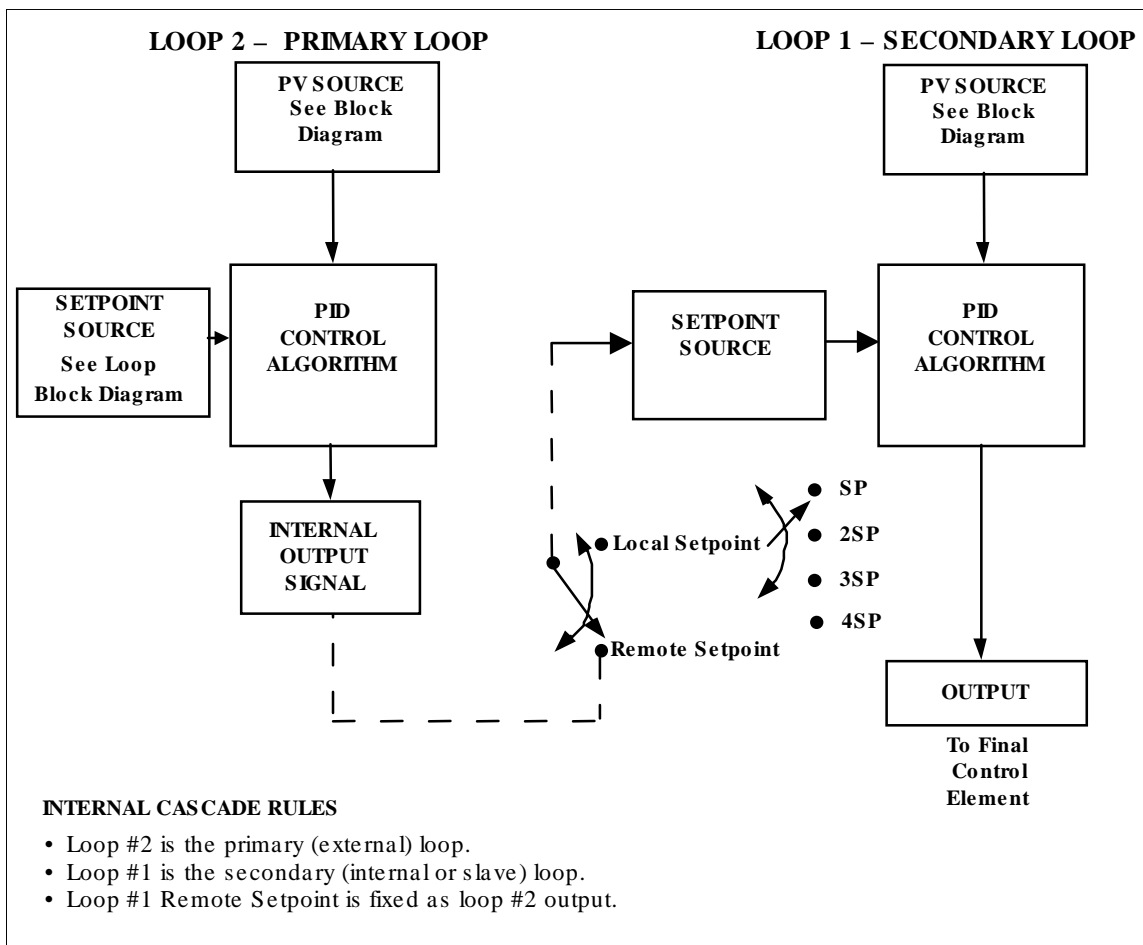 LOOP 2 – PRIMARY LOOP
PV SOURCE
See Block
Diagram
SETPOINT
SOURCE
See Loop
Block Diagram
PID
CONTROL
ALGORITHM
INTERNAL
OUTPUT
SIGNAL
LOOP 1 – SECONDARY LOOP
PV SOURCE
See Block
Diagram
SETPOINT
SOURCE
PID
CONTROL
ALGORITHM
Local Setpoint
Remote Setpoint
SP
2SP
3SP
4SP
OUTPUT
To Final
Control
Element
INTERNAL CASCADE RULES
• Loop #2 is the primary (external) loop.
• Loop #1 is the secondary (internal or slave) loop.
• Loop #1 Remote Setpoint is fixed as loop #2 output.